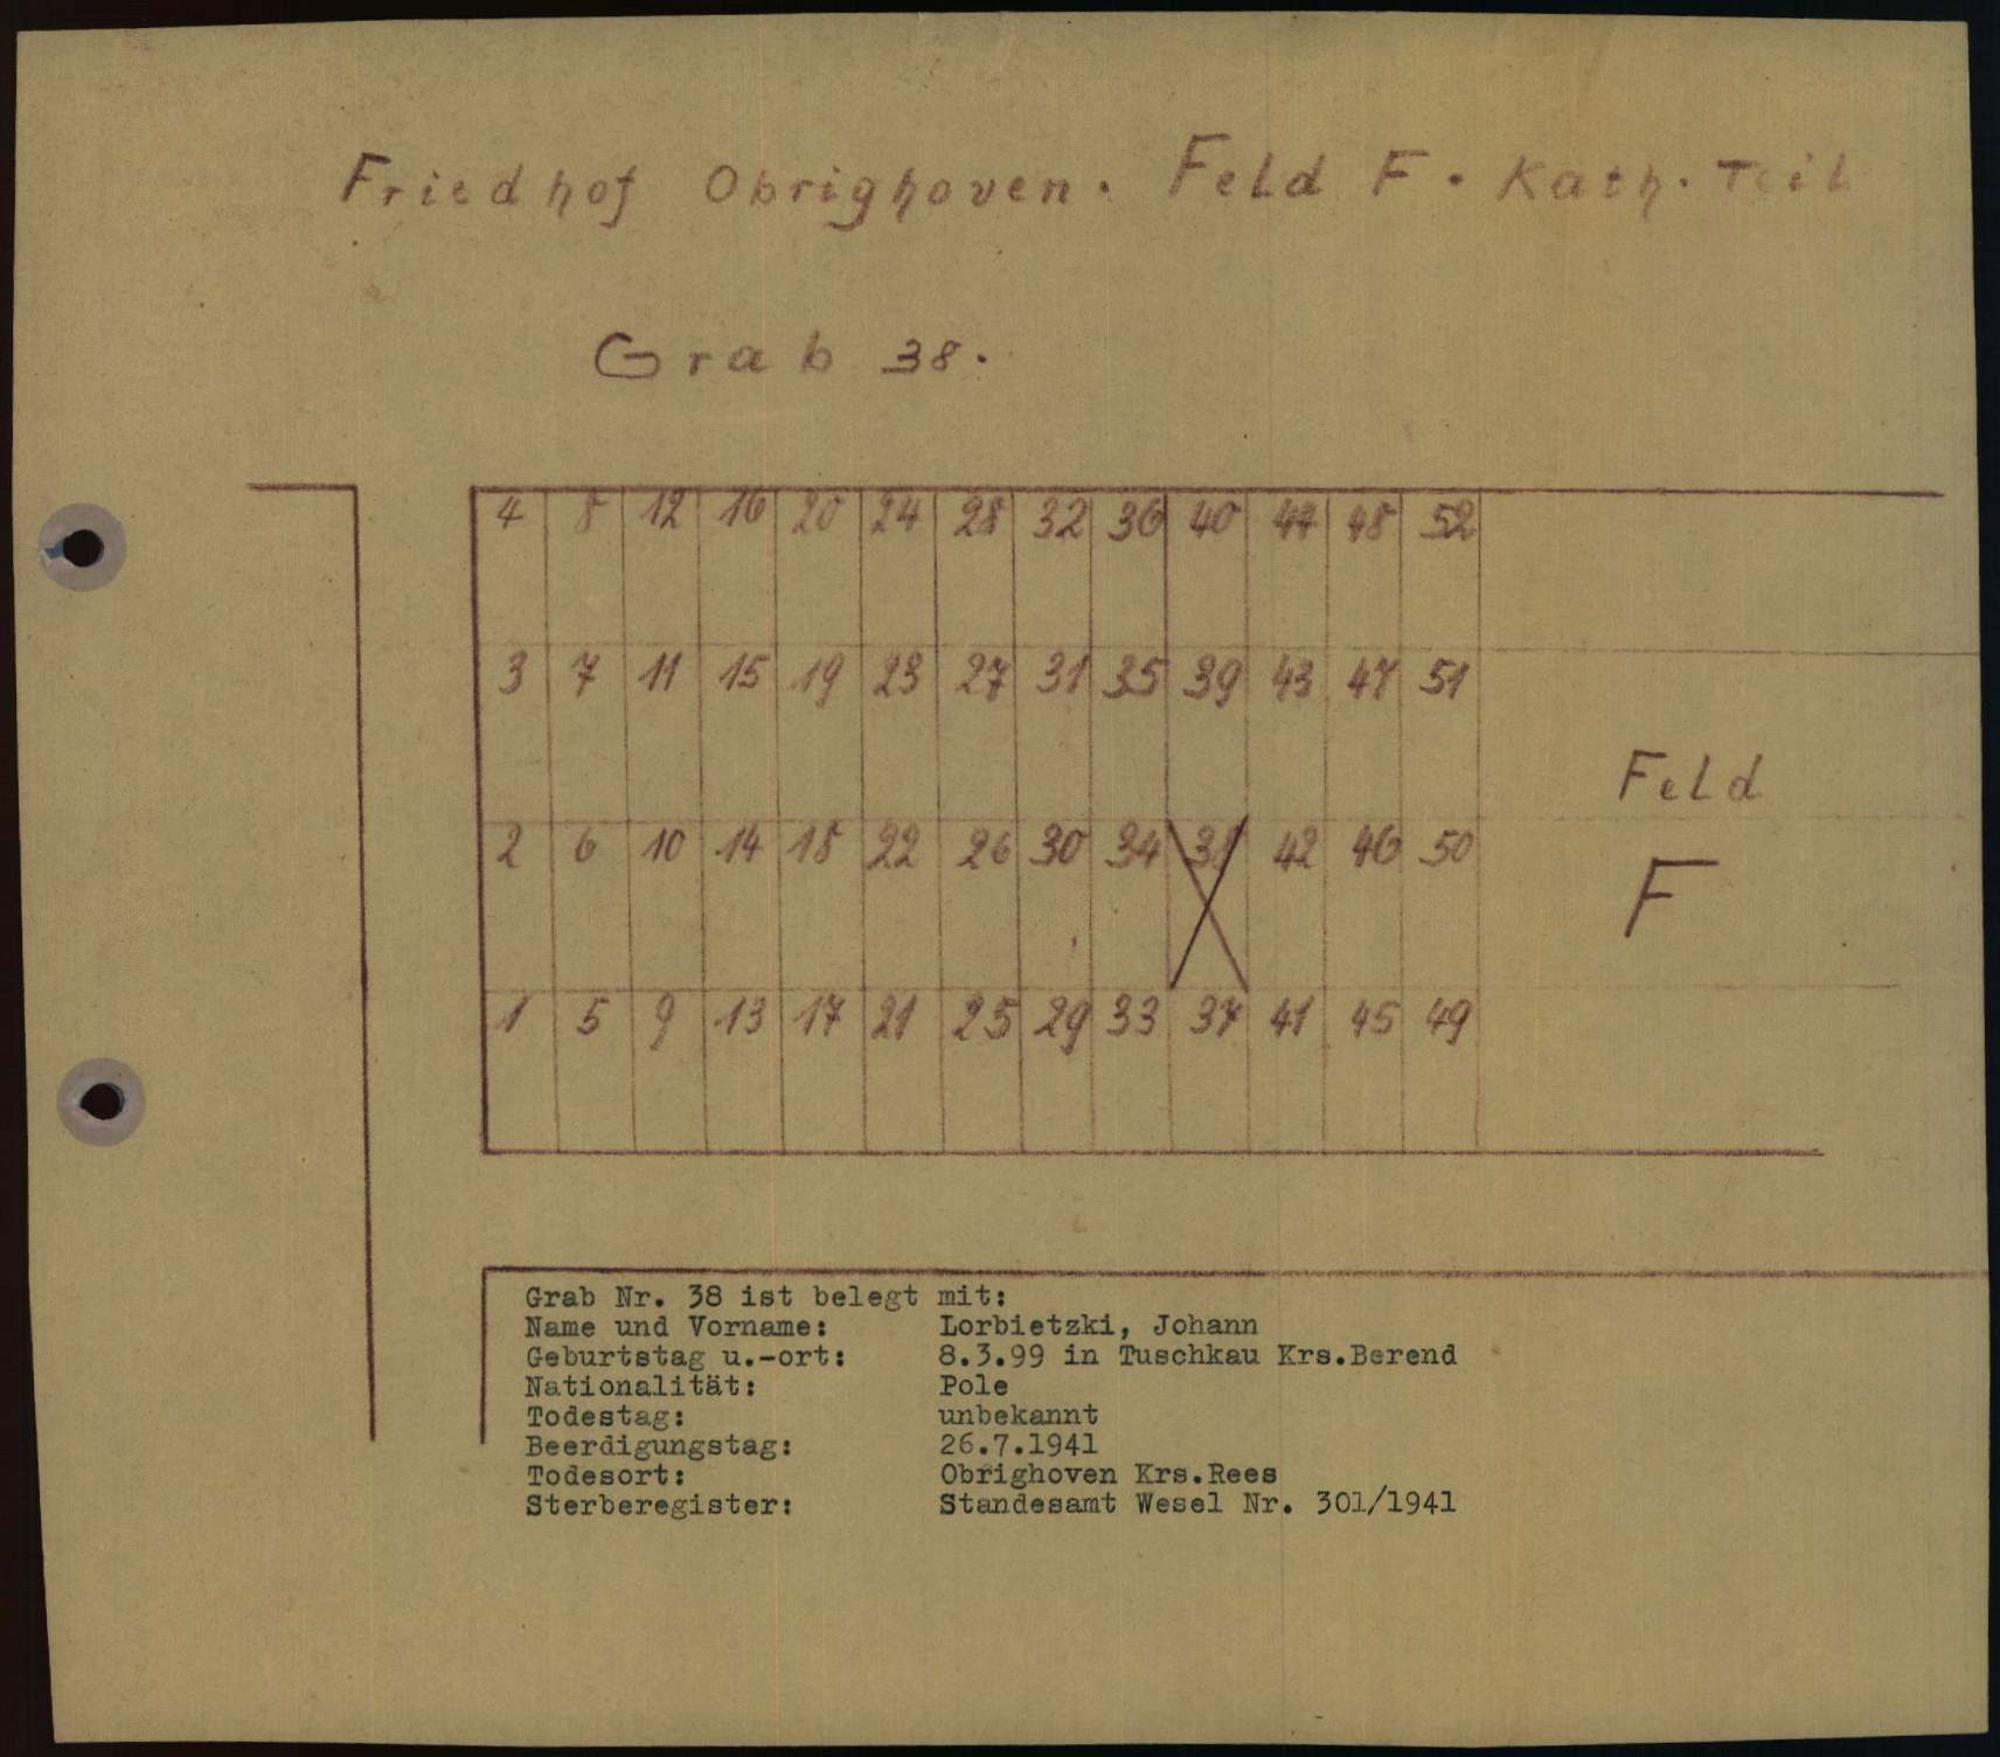 Friedhof Obrighoven. Feld F. Kath. Teil
Grab 38.
4 8 12 16 20 24 28 32 36 40 44 48 52
3 7 11 15 19 23 27 31 35 39 43 47 51
Feld
2 6 10 14 18 22 26 30 34 38 42 46 50
F
1 5 9 13 17 21 25 29 33 37 41 45 49
Grab Nr. 38 ist belegt mit:
Name und Vorname: Lorbietzki, Johann
Geburtstag u.-ort: 8.3.99 in Tuschkau Krs.Berend
Nationalität: Pole
Todestag: unbekannt
Beerdigungstag: 26.7.1941
Todesort: Obrighoven Krs.Rees
Sterberegister: Standesamt Wesel Nr. 301/1941